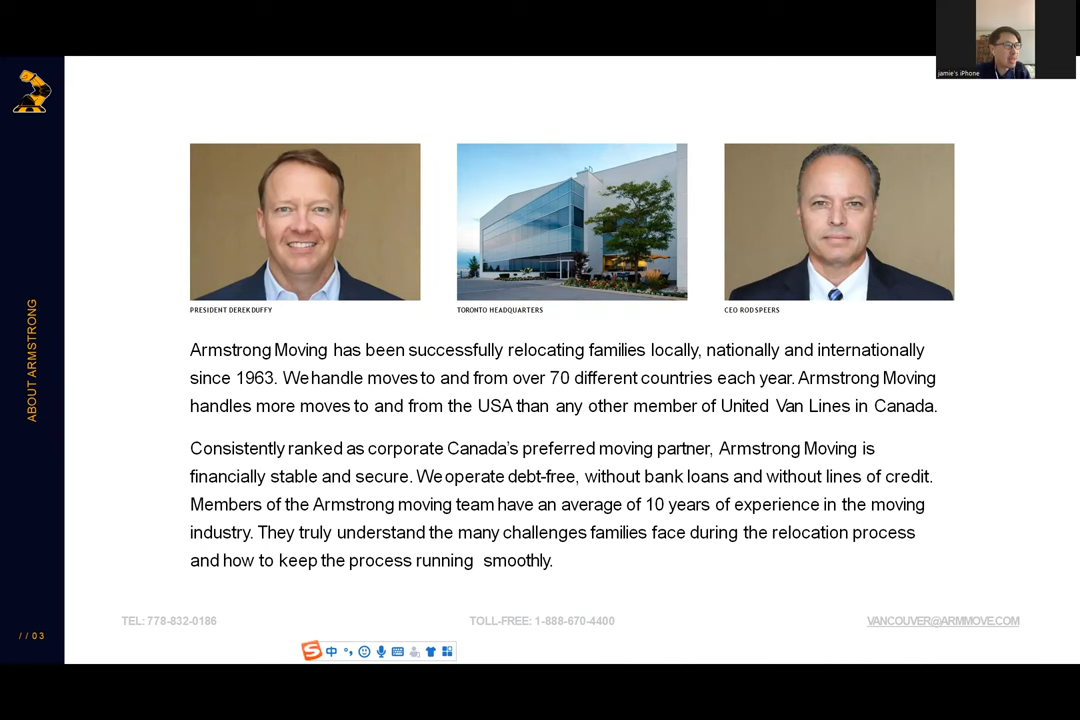 jamie's iPhone
PRESIDENT DEREK DUFFY
TORONTO HEADQUARTERS
CEO ROD SPEERS
ABOUT ARMSTRONG
Armstrong Moving has been successfully relocating families locally, nationally and internationally
since 1963. We handle moves to and from over 70 different countries each year. Armstrong Moving
handles more moves to and from the USA than any other member of United Van Lines in Canada.
Consistently ranked as corporate Canada's preferred moving partner, Armstrong Moving is
financially stable and secure. We operate debt-free, without bank loans and without lines of credit.
Members of the Armstrong moving team have an average of 10 years of experience in the moving
industry. They truly understand the many challenges families face during the relocation process
and how to keep the process running smoothly.
TEL: 778-832-0186
TOLL-FREE: 1-888-670-4400
VANCOUVER@ARMMOVE.COM
// 03
S 中